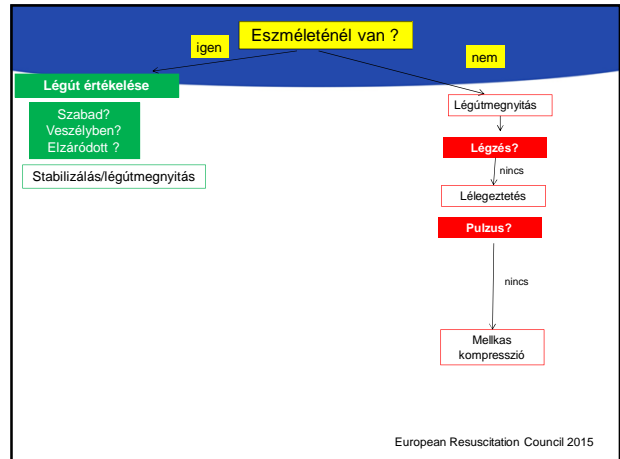 Eszméleténél van ?
igen
nem
Légút értékelése
Szabad?
Veszélyben?
Elzáródott ?
Stabilizálás/légútmegnyitás
Légútmegnyitás
Légzés?
nincs
Lélegeztetés
Pulzus?
nincs
Mellkas
kompresszió
European Resuscitation Council 2015